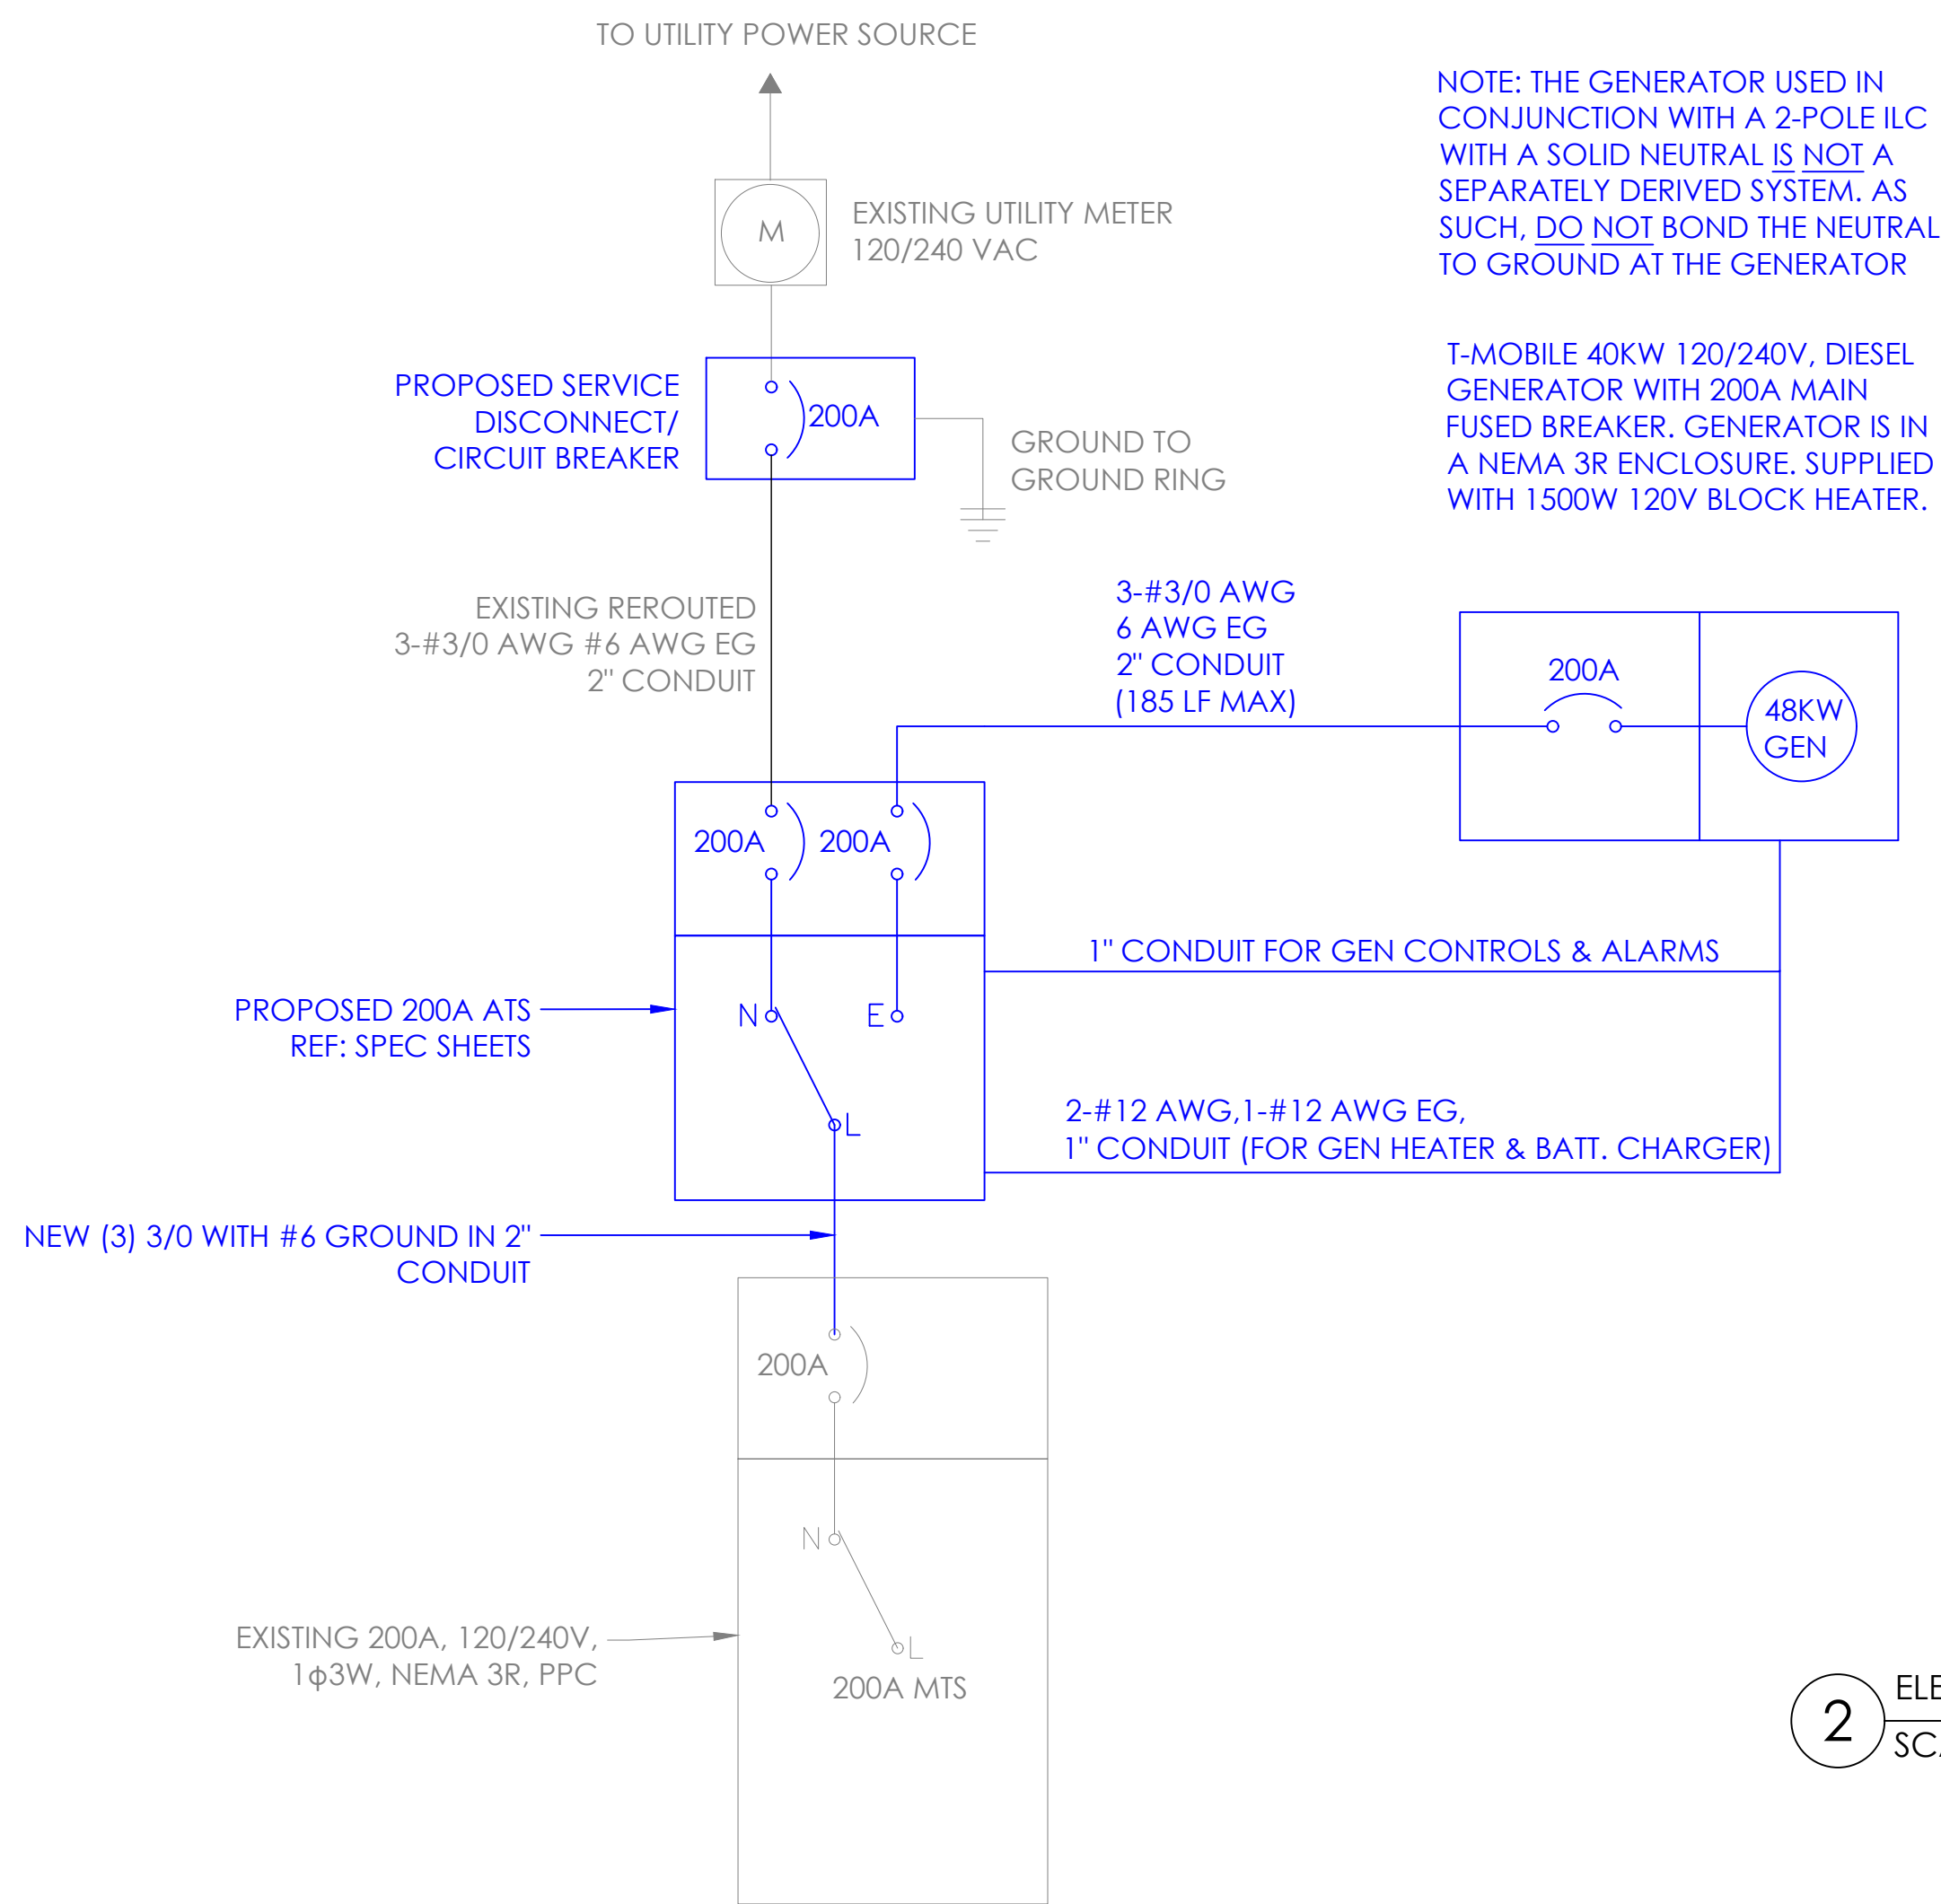 TO UTILITY POWER SOURCE
NOTE: THE GENERATOR USED IN
CONJUNCTION WITH A 2-POLE ILC
WITH A SOLID NEUTRAL IS NOT A
SEPARATELY DERIVED SYSTEM. AS
SUCH, DO NOT BOND THE NEUTRAL
TO GROUND AT THE GENERATOR
M
EXISTING UTILITY METER
120/240 VAC
T-MOBILE 40KW 120/240V, DIESEL
GENERATOR WITH 200A MAIN
FUSED BREAKER. GENERATOR IS IN
A NEMA 3R ENCLOSURE. SUPPLIED
WITH 1500W 120V BLOCK HEATER.
PROPOSED SERVICE
DISCONNECT/
CIRCUIT BREAKER
200A
GROUND TO
GROUND RING
EXISTING REROUTED
3-#3/0 AWG #6 AWG EG
2" CONDUIT
3-#3/0 AWG
6 AWG EG
2" CONDUIT
(185 LF MAX)
200A
48KW
GEN
200A
200A
1" CONDUIT FOR GEN CONTROLS & ALARMS
PROPOSED 200A ATS
REF: SPEC SHEETS
N
E
L
2-#12 AWG,1-#12 AWG EG,
1" CONDUIT (FOR GEN HEATER & BATT. CHARGER)
NEW (3) 3/0 WITH #6 GROUND IN 2"
CONDUIT
200A
N
L
200A MTS
EXISTING 200A, 120/240V,
1ϕ3W, NEMA 3R, PPC
2